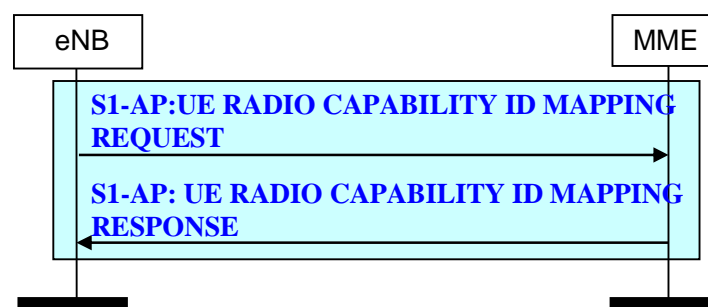 eNB
MME
S1-AP:UE RADIO CAPABILITY ID MAPPING
REQUEST
S1-AP: UE RADIO CAPABILITY ID MAPPING
RESPONSE